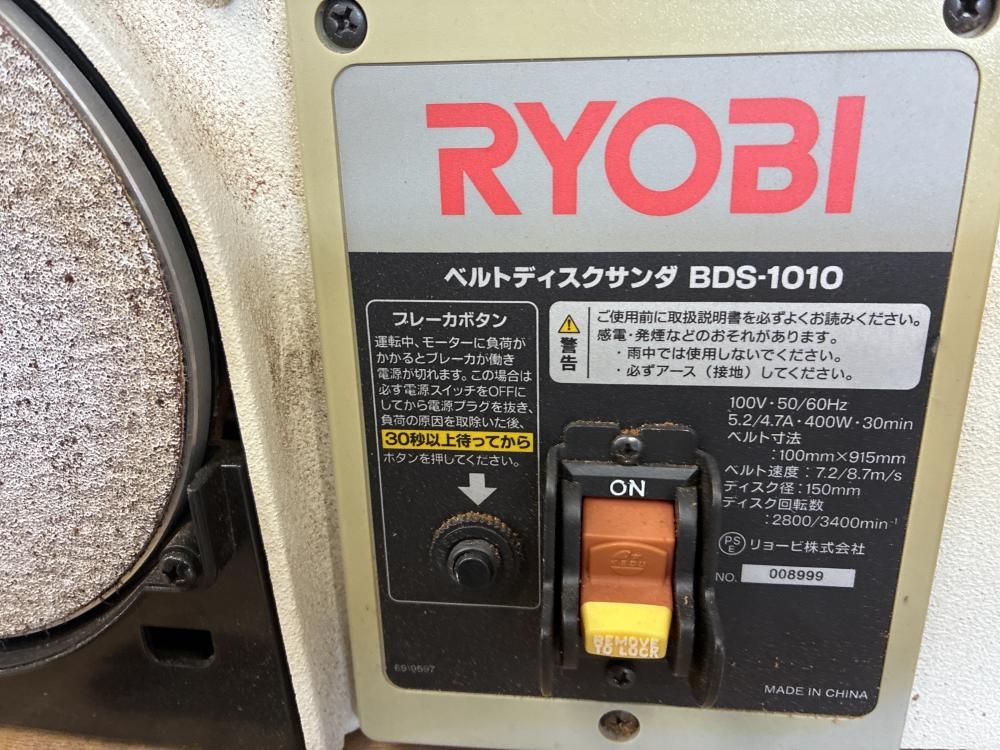 RYOBI
ベルトディスクサンダ BDS-1010
ブレーカボタン
運転中、モーターに負荷が
かかるとブレーカが働き
電源が切れます。この場合は
必ず電源スイッチをOFFに
してから電源プラグを抜き、
負荷の原因を取除いた後、
30秒以上待ってから
ボタンを押してください。
警告
ご使用前に取扱説明書を必ずよくお読みください。
感電・発煙などのおそれがあります。
・雨中では使用しないでください。
・必ずアース（接地）してください。
100V・50/60Hz
5.2/4.7A・400W・30min
ベルト寸法
:100mm×915mm
ベルト速度：7.2/8.7m/s
ディスク径：150mm
ディスク回転数
:2800/3400min⁻¹
PSE リョービ株式会社
NO. 008999
ON
KEDU
REMOVE
TO LOCK
6919597
MADE IN CHINA